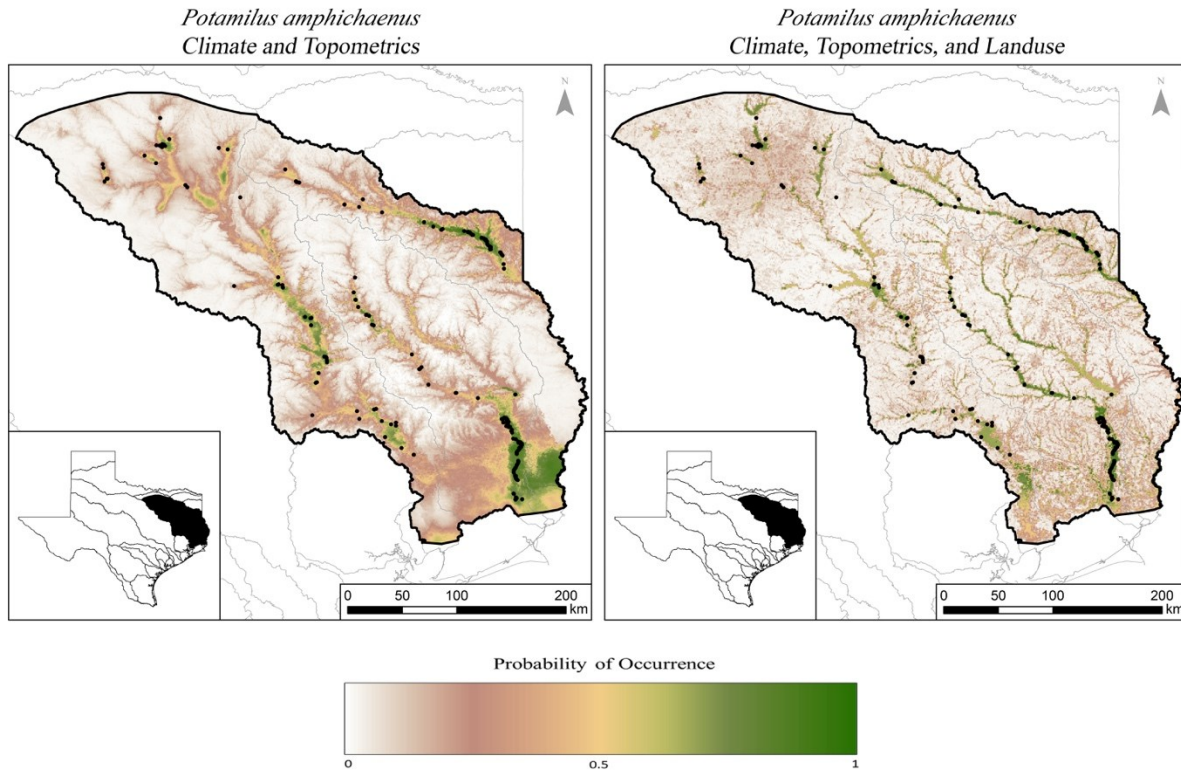 Potamilus amphichaenus
Climate and Topometrics
Potamilus amphichaenus
Climate, Topometrics, and Landuse
N
N
0 50 100 200
km
0 50 100 200
km
Probability of Occurrence
0 0.5 1